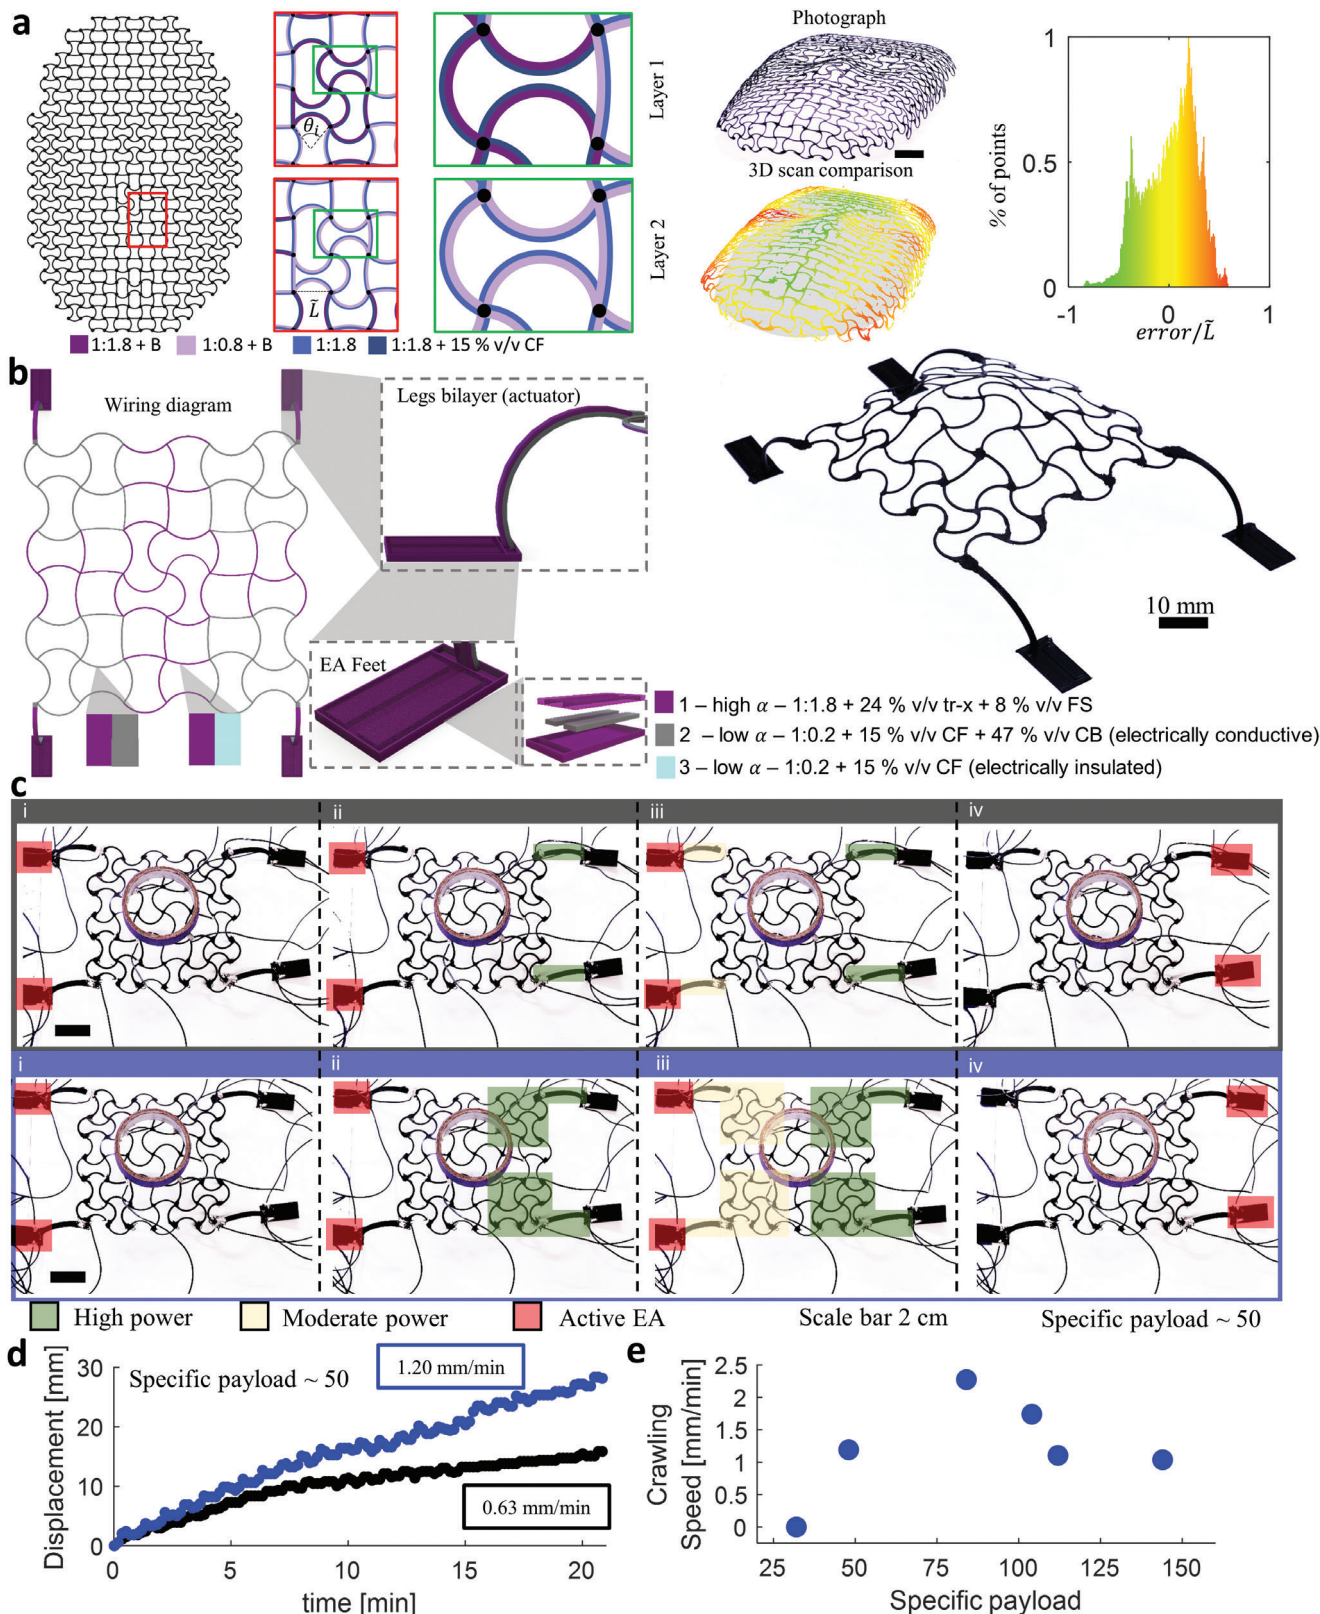 a
θi
L̃
Layer 1
Layer 2
1:1.8 + B
1:0.8 + B
1:1.8
1:1.8 + 15 % v/v CF
Photograph
3D scan comparison
% of points
1
0.5
0
-1
0
1
error/L̃
b
Wiring diagram
Legs bilayer (actuator)
EA Feet
10 mm
1 – high α – 1:1.8 + 24 % v/v tr-x + 8 % v/v FS
2 – low α – 1:0.2 + 15 % v/v CF + 47 % v/v CB (electrically conductive)
3 – low α – 1:0.2 + 15 % v/v CF (electrically insulated)
c
i
ii
iii
iv
i
ii
iii
iv
High power
Moderate power
Active EA
Scale bar 2 cm
Specific payload ~ 50
d
Displacement [mm]
30
20
10
0
Specific payload ~ 50
1.20 mm/min
0.63 mm/min
0
5
10
15
20
time [min]
e
Crawling
Speed [mm/min]
2.5
2
1.5
1
0.5
0
25
50
75
100
125
150
Specific payload